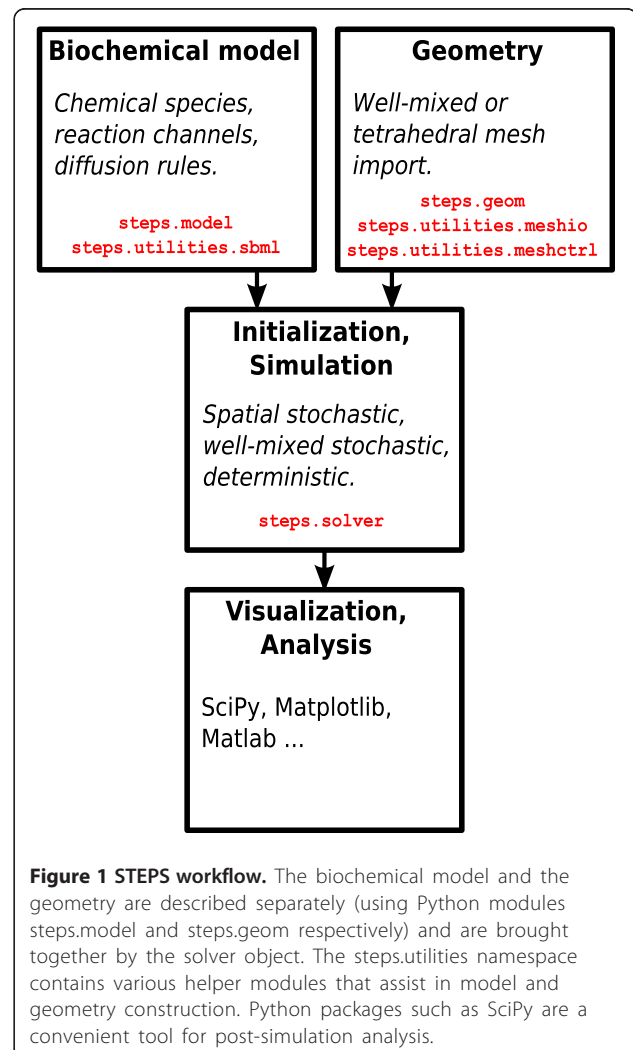 Biochemical model
Chemical species,
reaction channels,
diffusion rules.
steps.model
steps.utilities.sbml
Geometry
Well-mixed or
tetrahedral mesh
import.
steps.geom
steps.utilities.meshio
steps.utilities.meshctrl
Initialization,
Simulation
Spatial stochastic,
well-mixed stochastic,
deterministic.
steps.solver
Visualization,
Analysis
SciPy, Matplotlib,
Matlab ...
Figure 1 STEPS workflow. The biochemical model and the
geometry are described separately (using Python modules
steps.model and steps.geom respectively) and are brought
together by the solver object. The steps.utilities namespace
contains various helper modules that assist in model and
geometry construction. Python packages such as SciPy are a
convenient tool for post-simulation analysis.